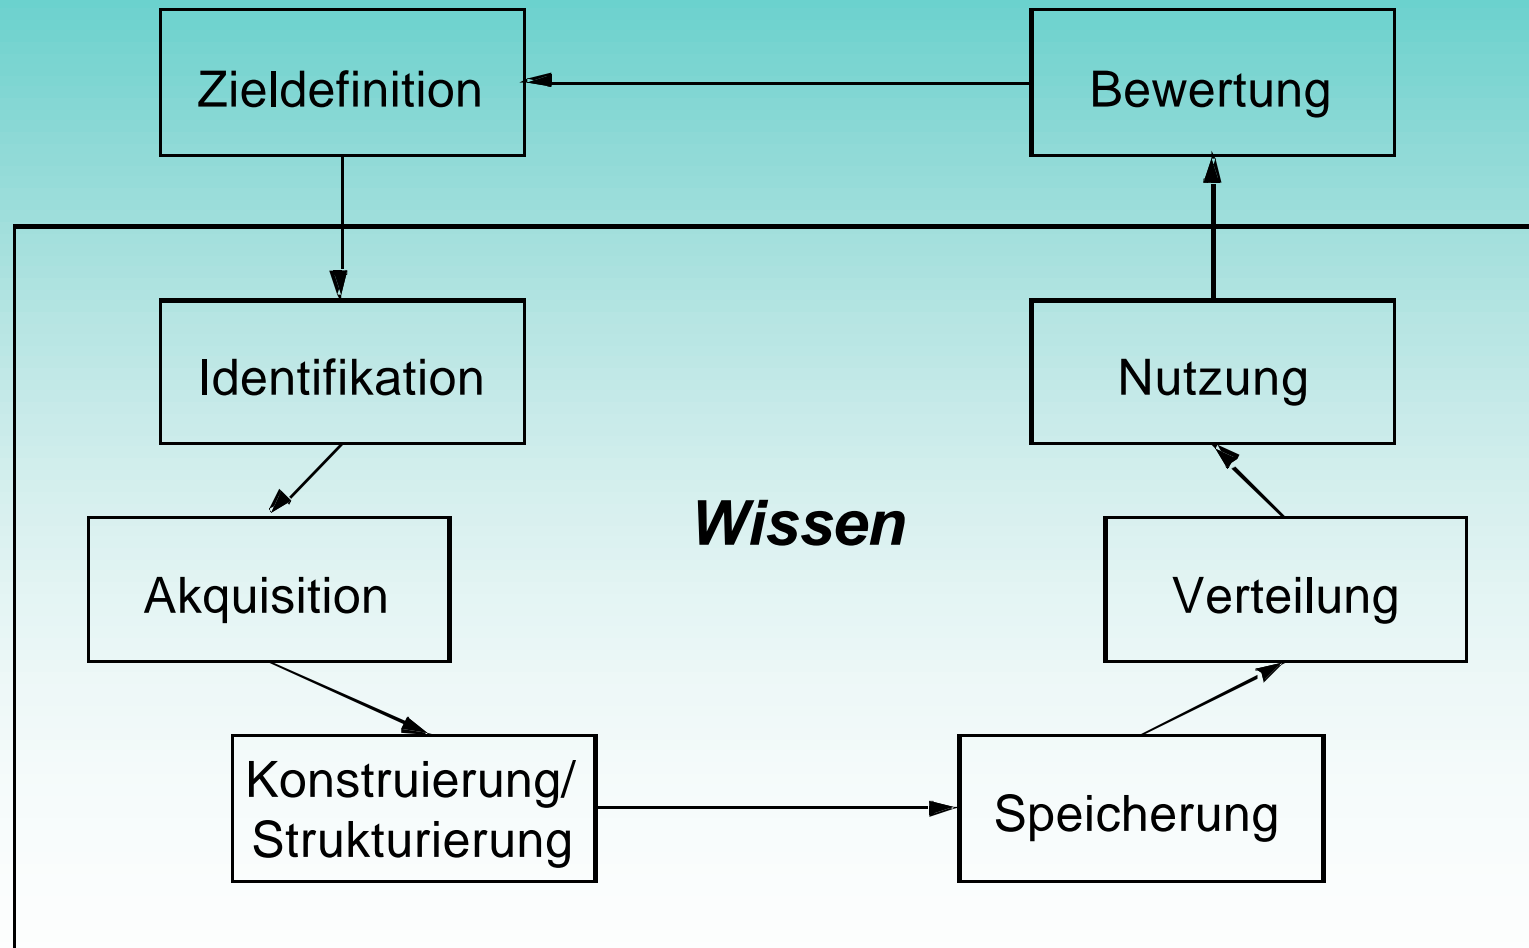 Zieldefinition
Bewertung
Identifikation
Nutzung
Wissen
Akquisition
Verteilung
Konstruierung/
Strukturierung
Speicherung